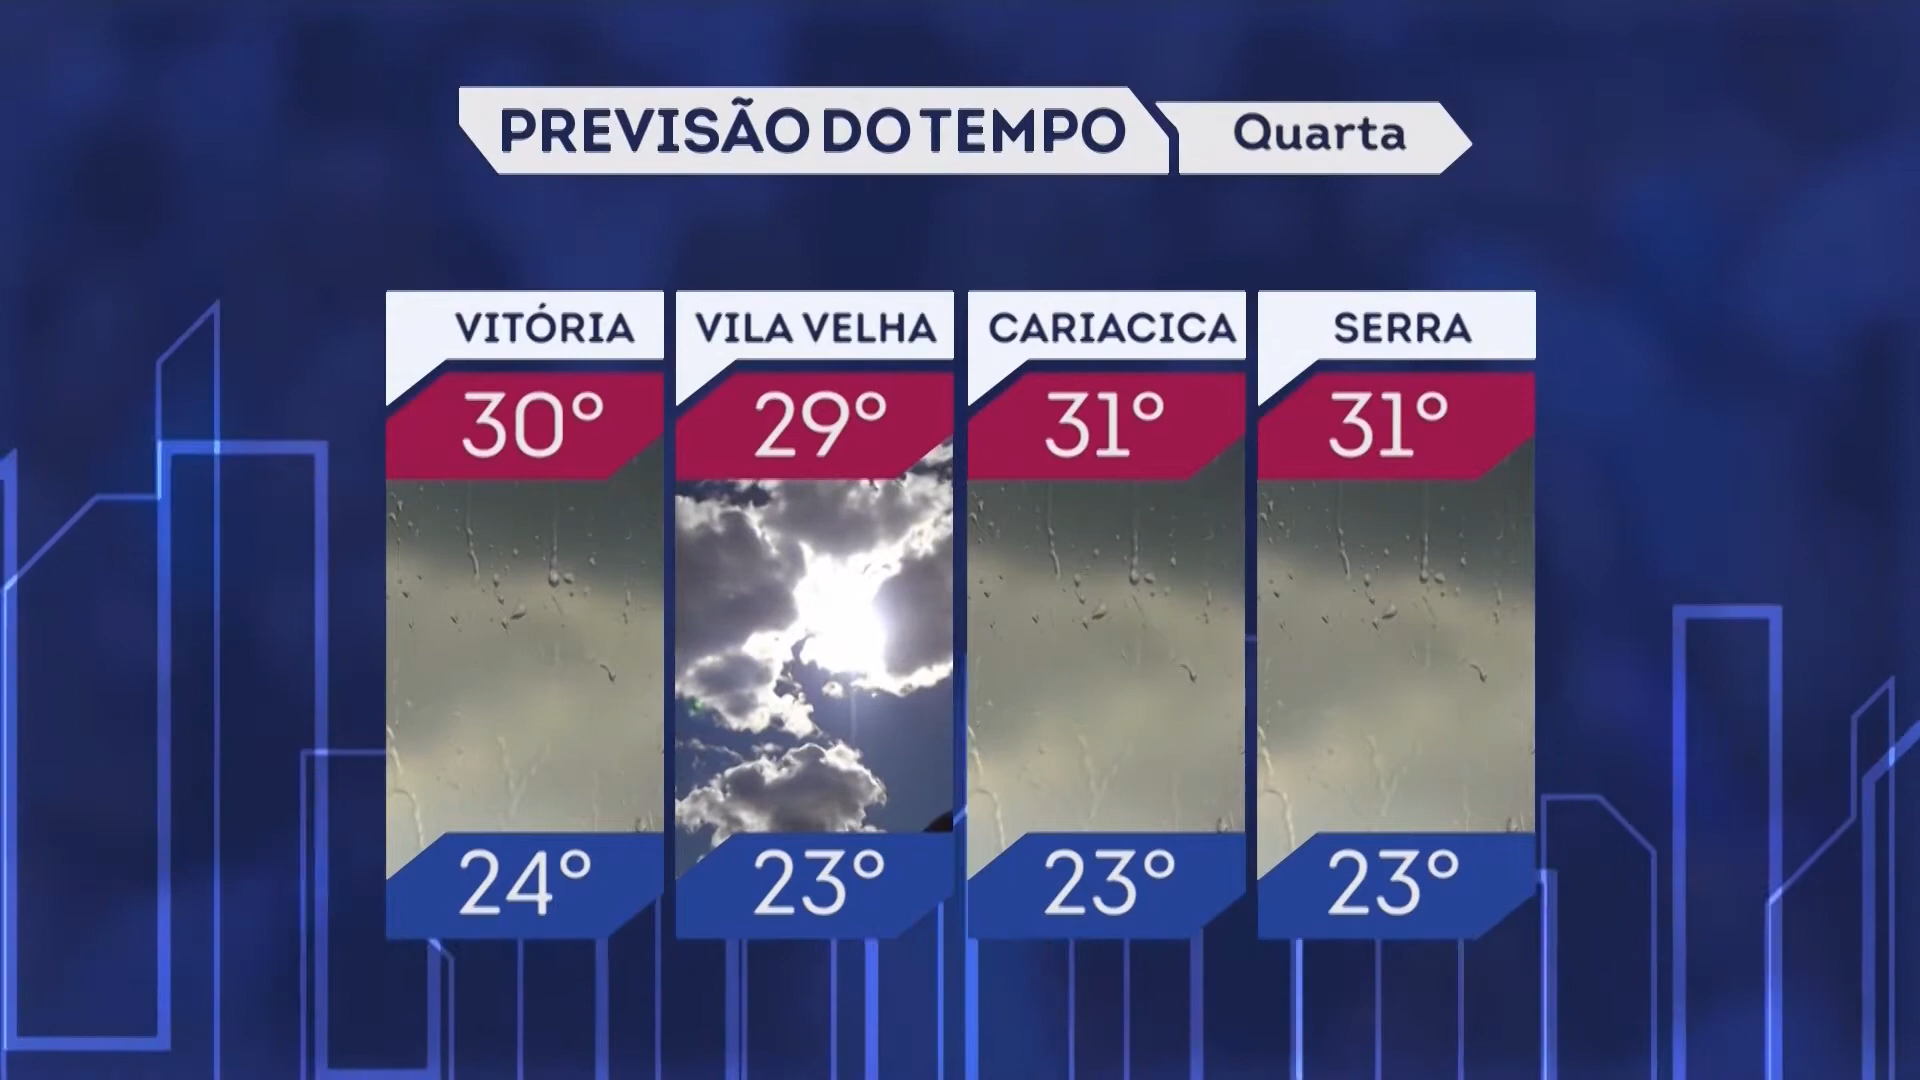 PREVISÃO DO TEMPO Quarta
VITÓRIA VILA VELHA CARIACICA SERRA
30° 29° 31° 31°
24° 23° 23° 23°